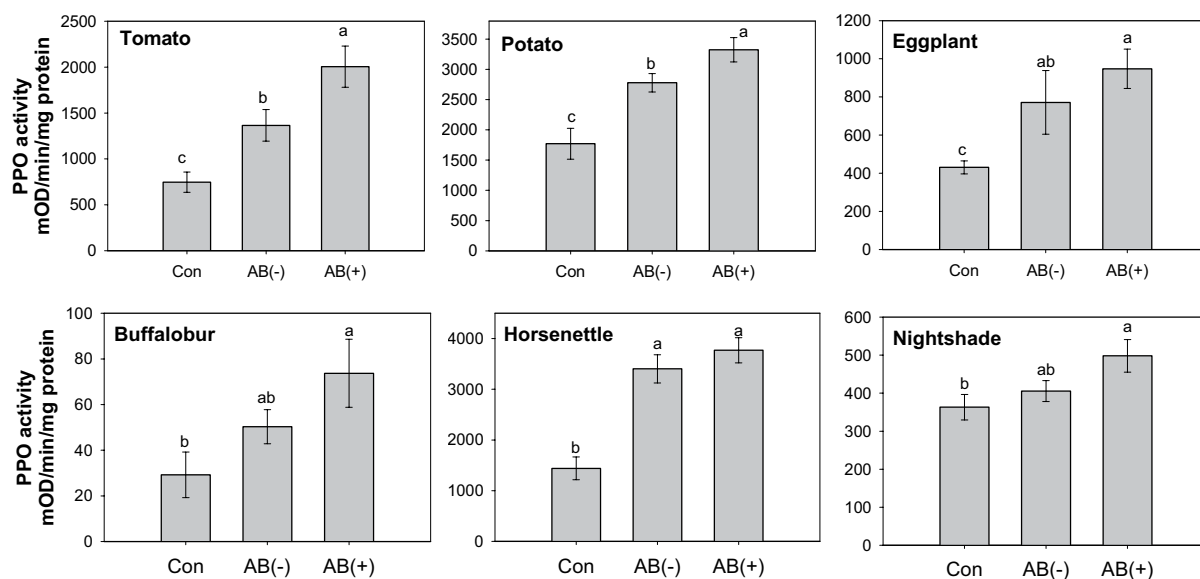 PPO activity
mOD/min/mg protein
Tomato
2500
2000
1500
1000
500
0
c
b
a
Con AB(-) AB(+)
Potato
3500
3000
2500
2000
1500
1000
500
0
c
b
a
Con AB(-) AB(+)
Eggplant
1200
1000
800
600
400
200
0
c
ab
a
Con AB(-) AB(+)
PPO activity
mOD/min/mg protein
Buffalobur
100
80
60
40
20
0
b
ab
a
Con AB(-) AB(+)
Horsenettle
4000
3000
2000
1000
0
b
a
a
Con AB(-) AB(+)
Nightshade
600
500
400
300
200
100
0
b
ab
a
Con AB(-) AB(+)